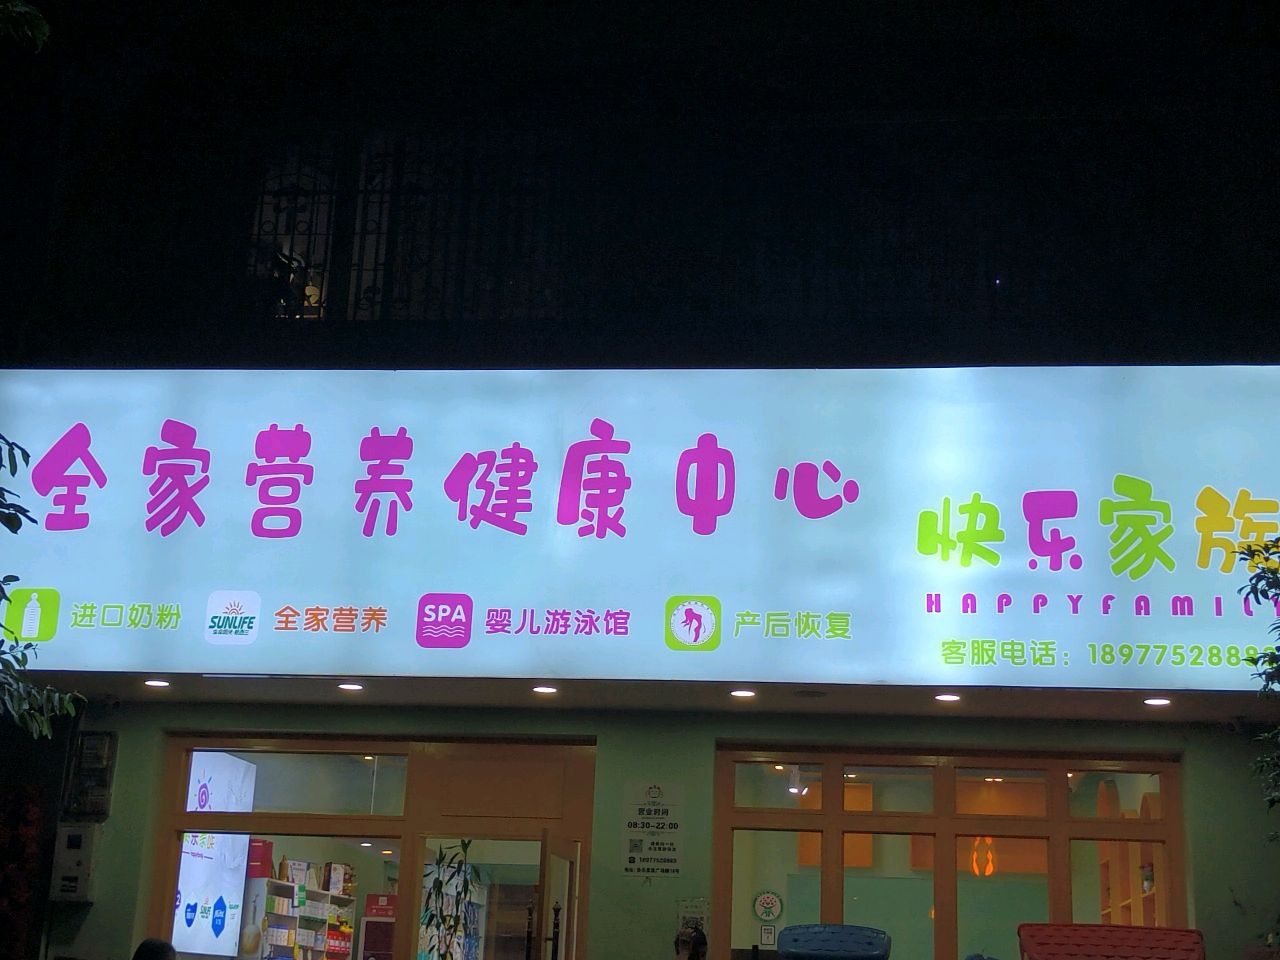 全家营养健康中心
快乐家族
HAPPYFAMILY
进口奶粉
SUNLIFE
全家营养
SPA
婴儿游泳馆
产后恢复
客服电话：1897752888
营业时间
08:30-22:00